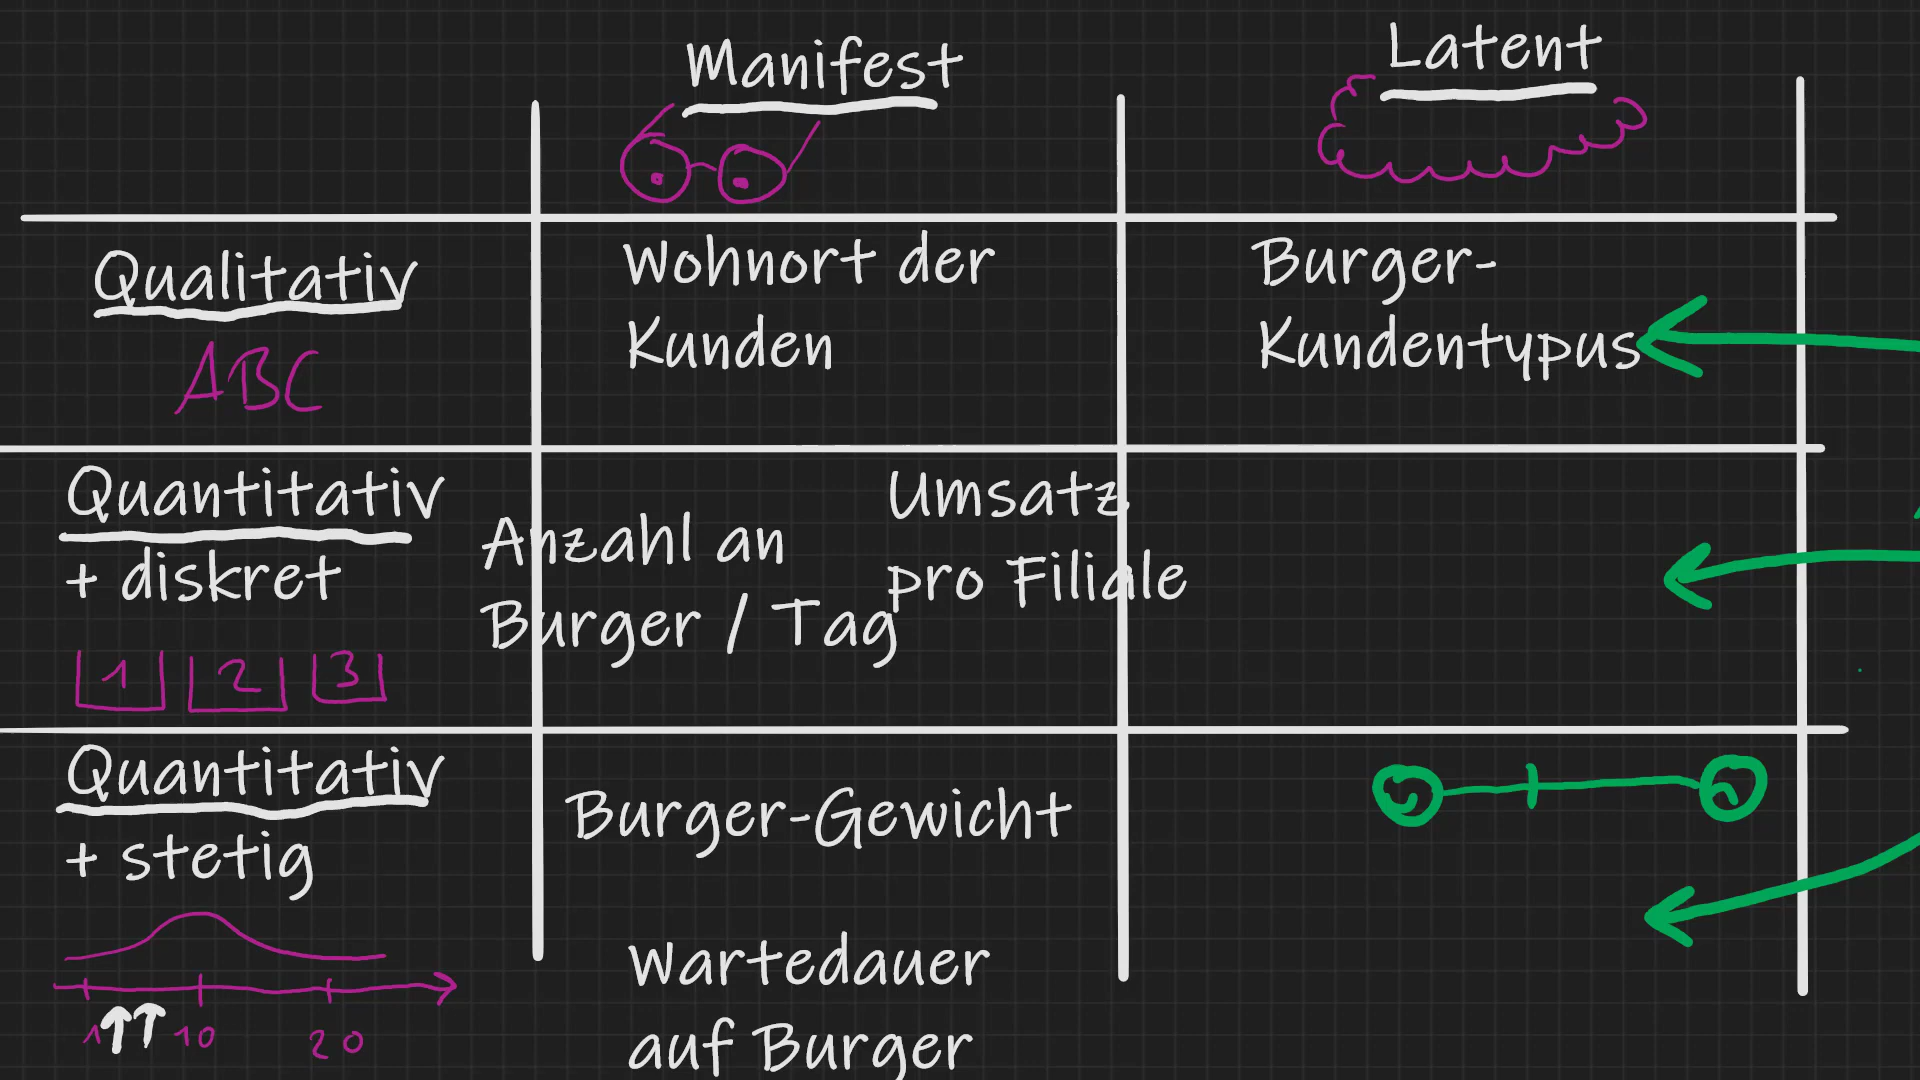 Manifest
Latent
Qualitativ
ABC
Wohnort der
Kunden
Burger-
Kundentypus
Quantitativ
+ diskret
1 2 3
Anzahl an
Burger / Tag
Umsatz
pro Filiale
Quantitativ
+ stetig
1 10 20
Burger-Gewicht
Wartedauer
auf Burger